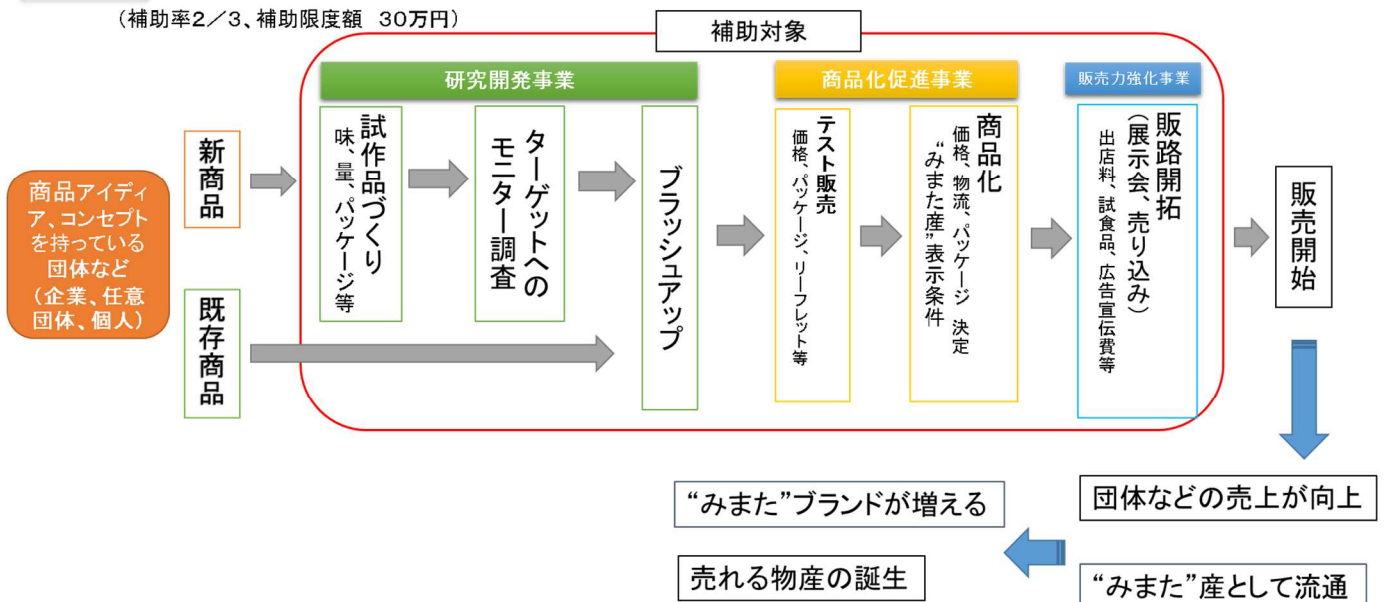 （補助率2／3、補助限度額　30万円）
補助対象
研究開発事業
商品化促進事業
販売力強化事業
商品アイディ
ア、コンセプト
を持っている
団体など
（企業、任意
団体、個人）
新商品
既存商品
試作品づくり
味、量、パッケージ等
ターゲットへの
モニター調査
ブラッシュアップ
テスト販売
価格、パッケージ、リーフレット等
商品化
価格、物流、パッケージ　決定
“みまた産”表示条件
販路開拓
（展示会、売り込み）
出店料、試食品、広告宣伝費等
販売開始
団体などの売上が向上
“みまた”産として流通
“みまた”ブランドが増える
売れる物産の誕生